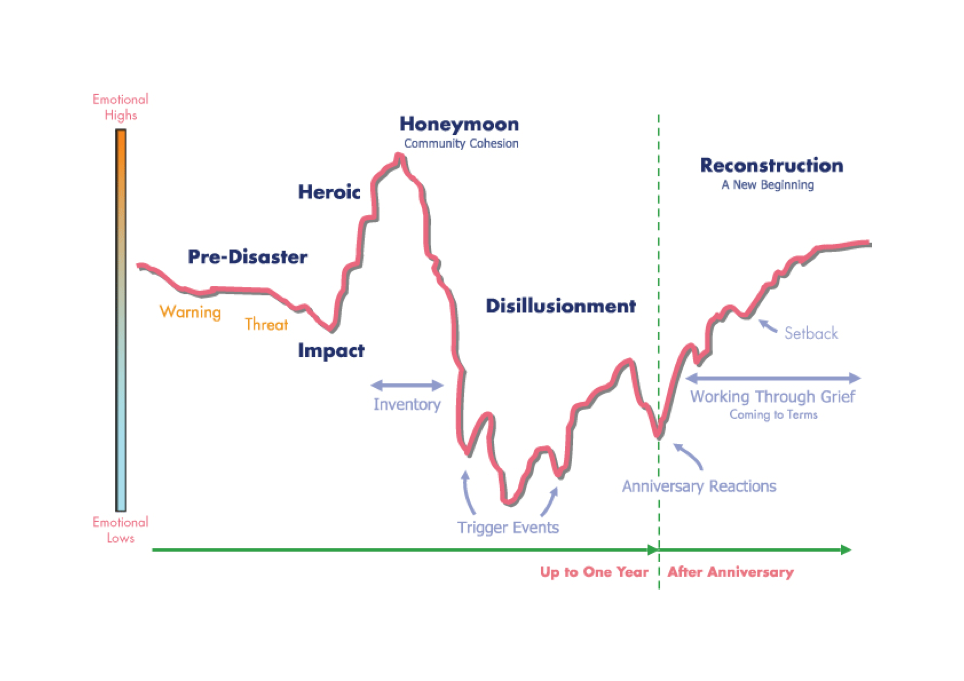 Emotional
Highs
Honeymoon
Community Cohesion
Reconstruction
A New Beginning
Heroic
Pre-Disaster
Warning
Threat
Disillusionment
Setback
Impact
Inventory
Working Through Grief
Coming to Terms
Anniversary Reactions
Trigger Events
Emotional
Lows
Up to One Year
After Anniversary